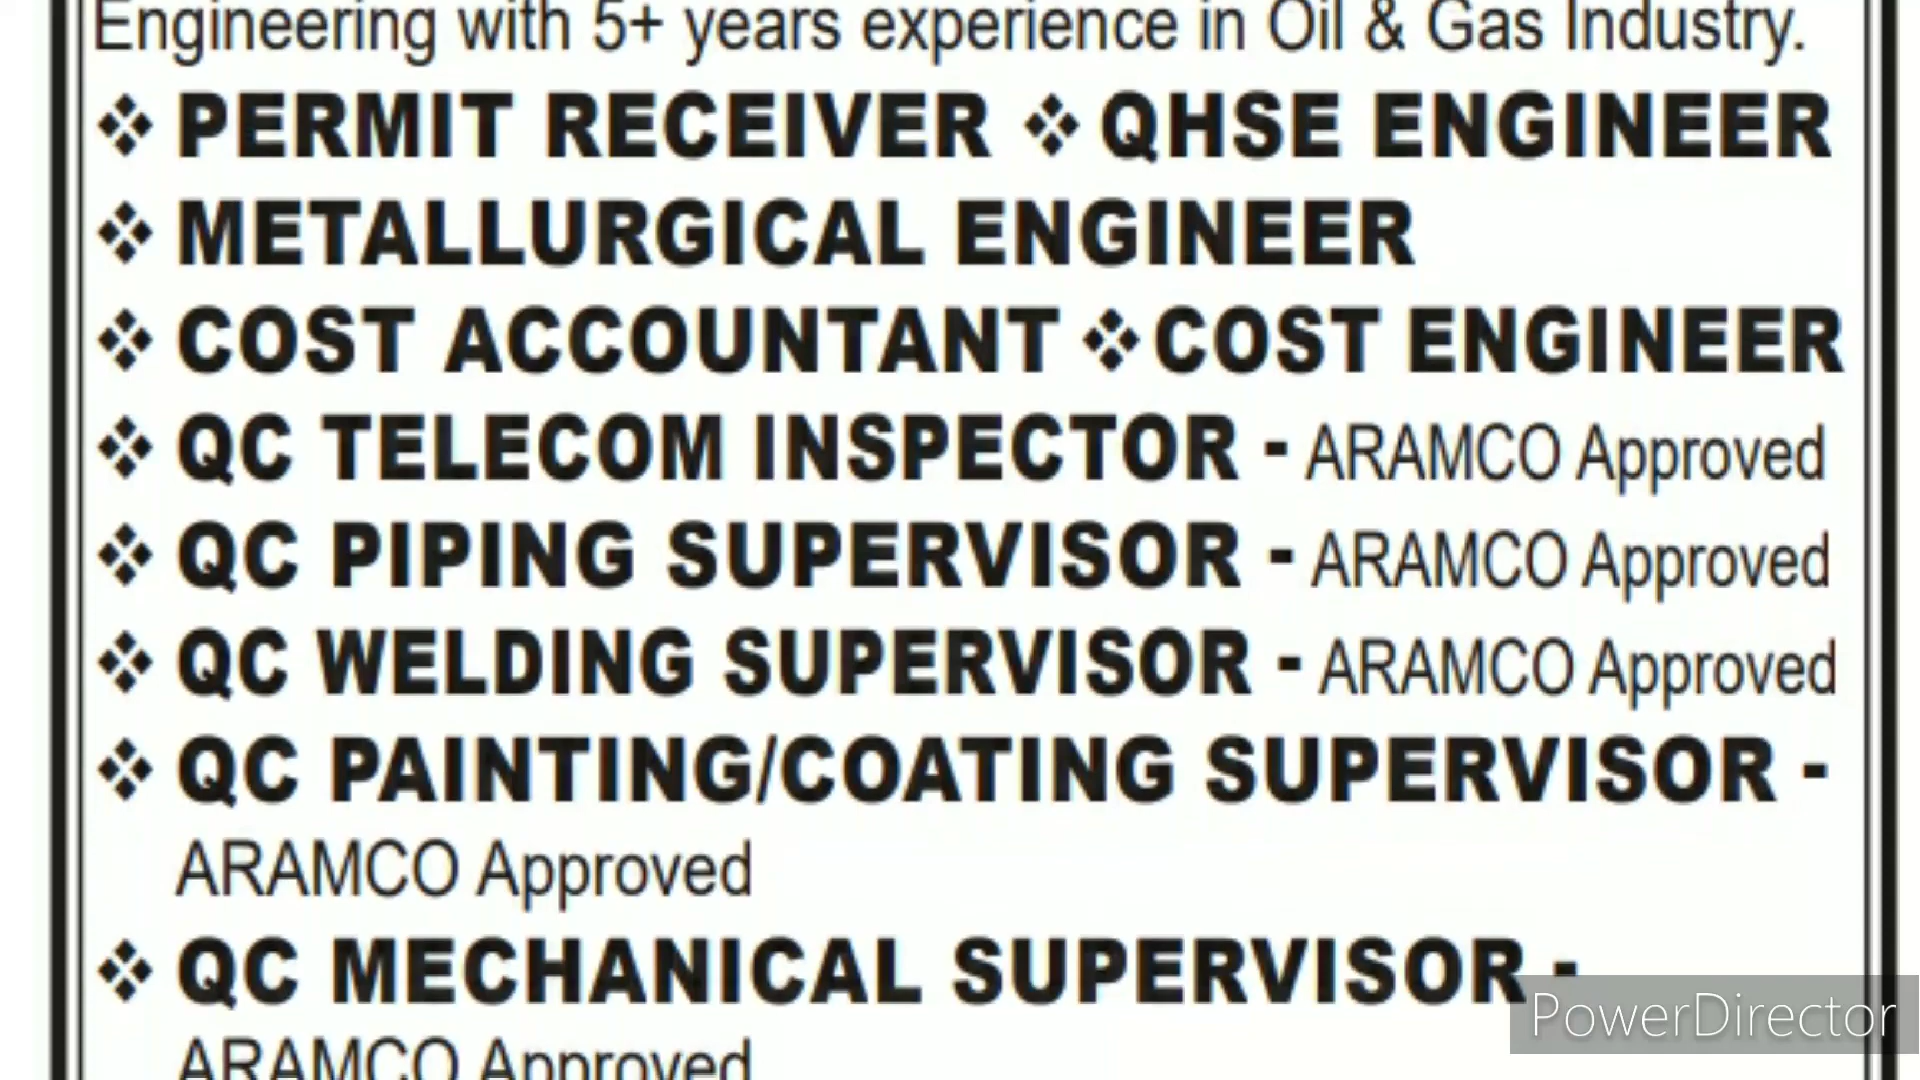 Engineering with 5+ years experience in Oil & Gas Industry.
❖ PERMIT RECEIVER ❖ QHSE ENGINEER
❖ METALLURGICAL ENGINEER
❖ COST ACCOUNTANT ❖ COST ENGINEER
❖ QC TELECOM INSPECTOR - ARAMCO Approved
❖ QC PIPING SUPERVISOR - ARAMCO Approved
❖ QC WELDING SUPERVISOR - ARAMCO Approved
❖ QC PAINTING/COATING SUPERVISOR -
ARAMCO Approved
❖ QC MECHANICAL SUPERVISOR -
ARAMCO Approved
PowerDirector